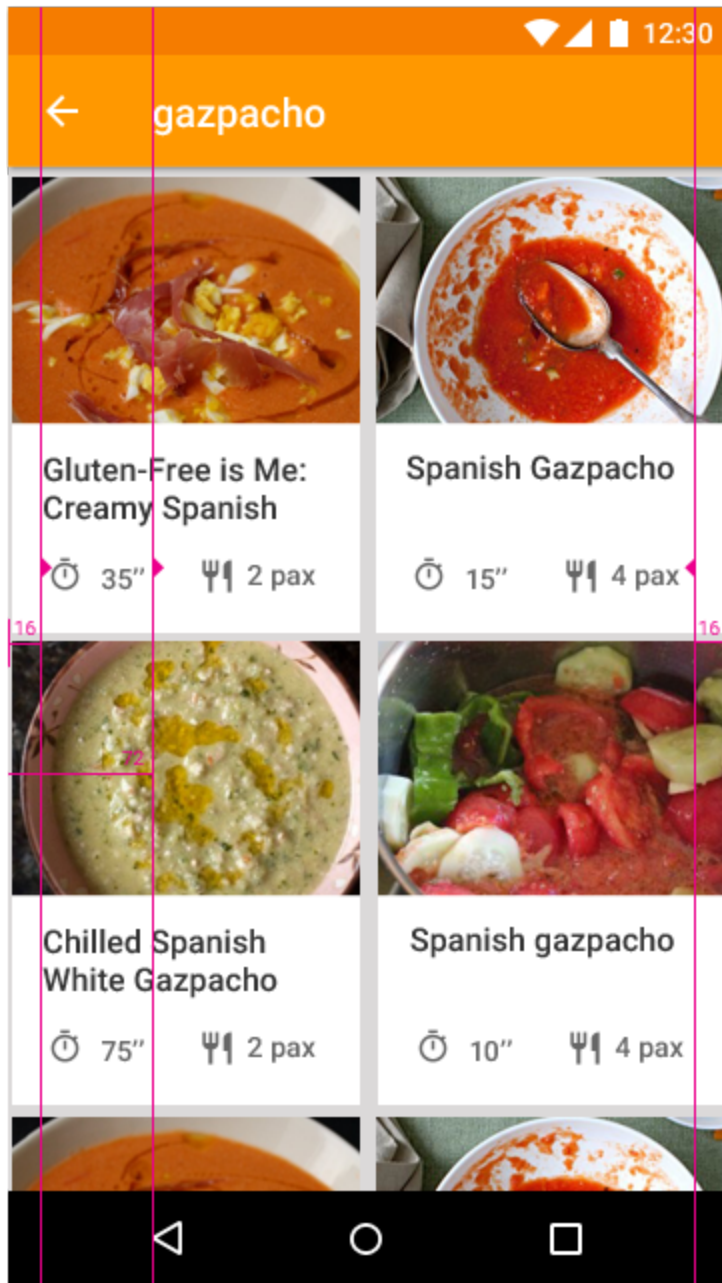 12:30
gazpacho
Gluten-Free is Me:
Creamy Spanish
35″
2 pax
Spanish Gazpacho
15″
4 pax
16
16
72
Chilled Spanish
White Gazpacho
75″
2 pax
Spanish gazpacho
10″
4 pax